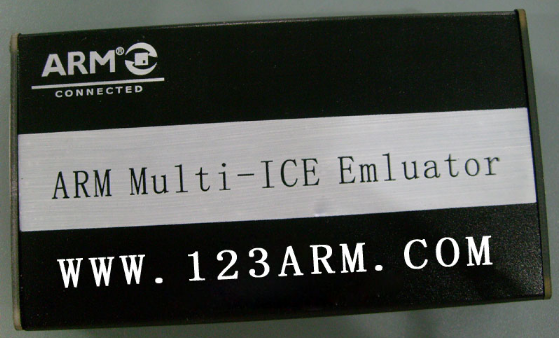 ARM®
CONNECTED
ARM Multi-ICE Emluator
WWW.123ARM.COM